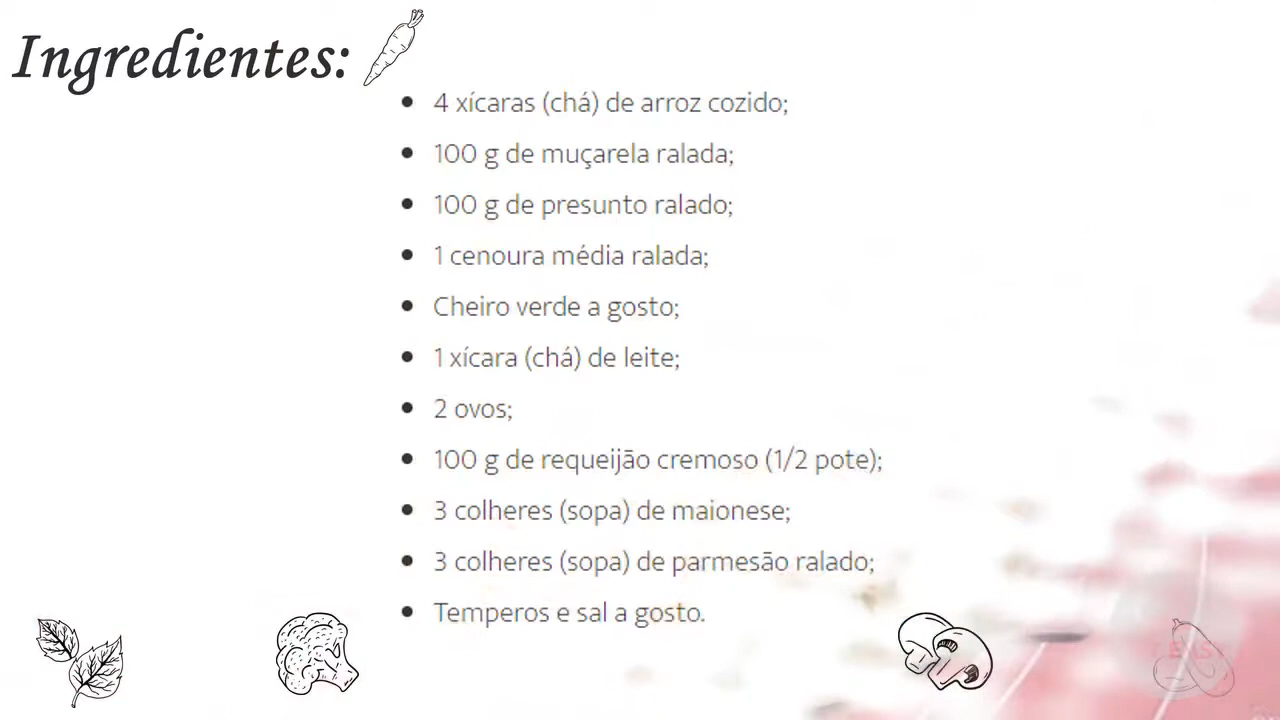 Ingredientes:
• 4 xícaras (chá) de arroz cozido;
• 100 g de muçarela ralada;
• 100 g de presunto ralado;
• 1 cenoura média ralada;
• Cheiro verde a gosto;
• 1 xícara (chá) de leite;
• 2 ovos;
• 100 g de requeijão cremoso (1/2 pote);
• 3 colheres (sopa) de maionese;
• 3 colheres (sopa) de parmesão ralado;
• Temperos e sal a gosto.